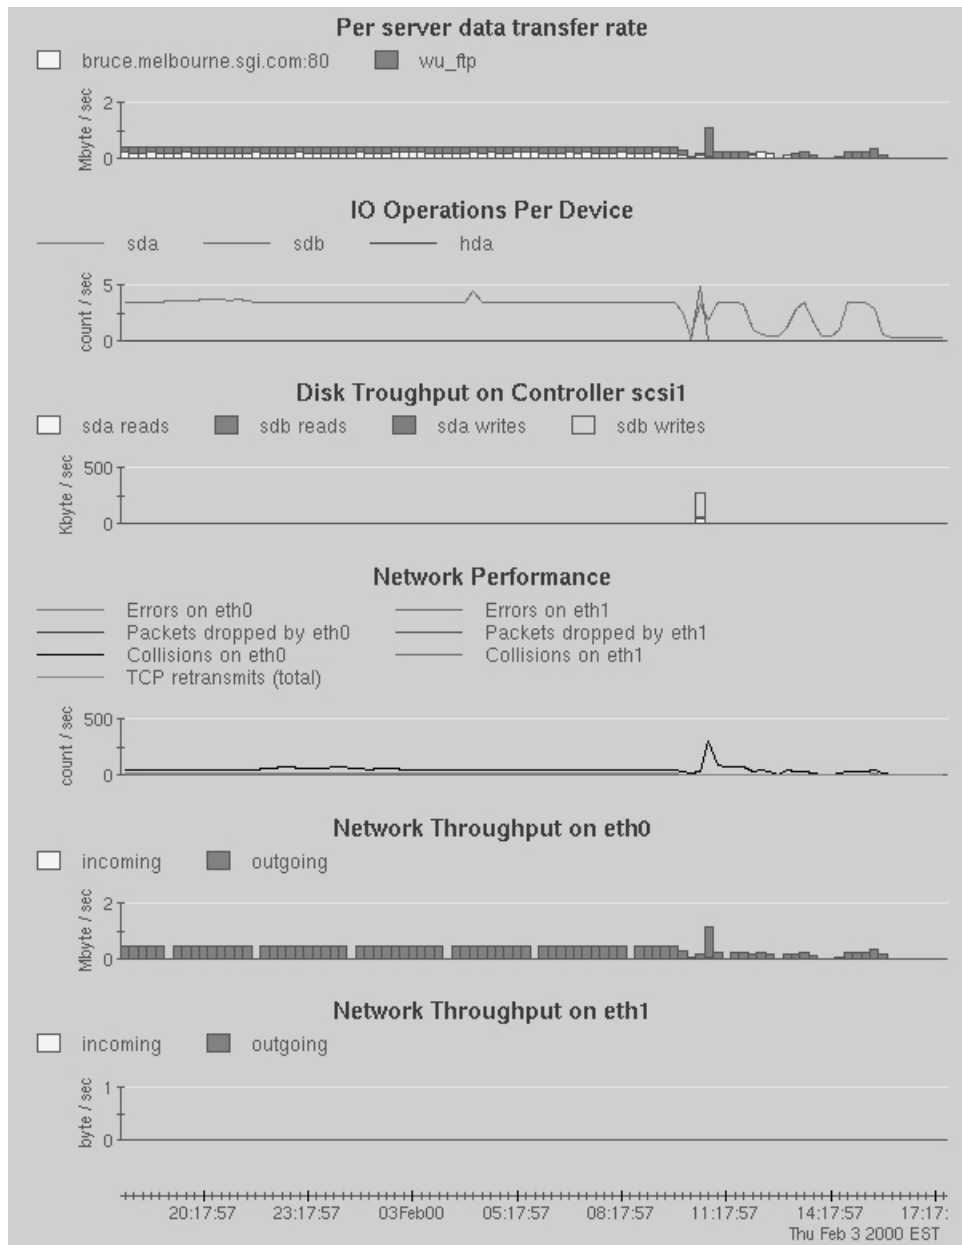 Per server data transfer rate
bruce.melbourne.sgi.com:80 wu_ftp
Mbyte / sec
2
0
IO Operations Per Device
sda sdb hda
count / sec
5
0
Disk Troughput on Controller scsi1
sda reads sdb reads sda writes sdb writes
Kbyte / sec
500
0
Network Performance
Errors on eth0 Errors on eth1
Packets dropped by eth0 Packets dropped by eth1
Collisions on eth0 Collisions on eth1
TCP retransmits (total)
count / sec
500
0
Network Throughput on eth0
incoming outgoing
Mbyte / sec
2
0
Network Throughput on eth1
incoming outgoing
byte / sec
1
0
20:17:57 23:17:57 03Feb00 05:17:57 08:17:57 11:17:57 14:17:57 17:17:
Thu Feb 3 2000 EST